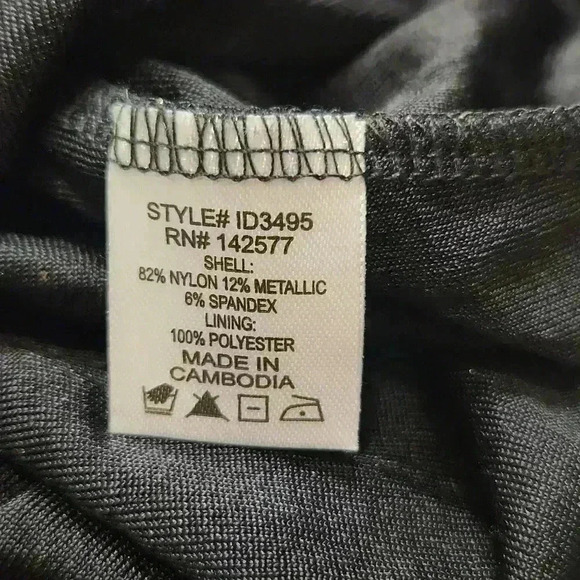 STYLE# ID3495
RN# 142577
SHELL:
82% NYLON 12% METALLIC
6% SPANDEX
LINING:
100% POLYESTER
MADE IN
CAMBODIA